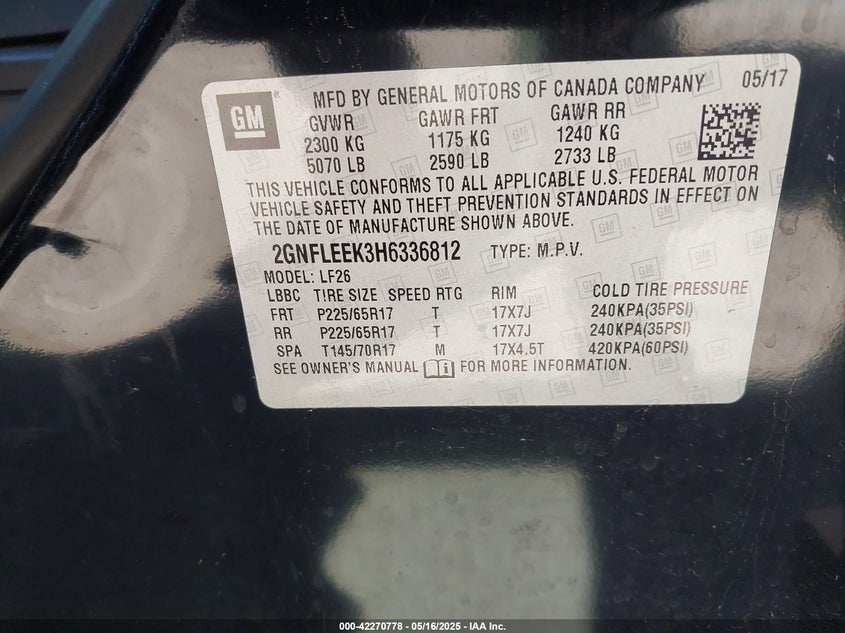 GM
MFD BY GENERAL MOTORS OF CANADA COMPANY 05/17
GVWR GAWR FRT GAWR RR
2300 KG 1175 KG 1240 KG
5070 LB 2590 LB 2733 LB
THIS VEHICLE CONFORMS TO ALL APPLICABLE U.S. FEDERAL MOTOR
VEHICLE SAFETY AND THEFT PREVENTION STANDARDS IN EFFECT ON
THE DATE OF MANUFACTURE SHOWN ABOVE.
2GNFLEEK3H6336812 TYPE: M.P.V.
MODEL: LF26
LBBC TIRE SIZE SPEED RTG RIM COLD TIRE PRESSURE
FRT P225/65R17 T 17X7J 240KPA(35PSI)
RR P225/65R17 T 17X7J 240KPA(35PSI)
SPA T145/70R17 M 17X4.5T 420KPA(60PSI)
SEE OWNER'S MANUAL FOR MORE INFORMATION.
000-42270778 - 05/16/2025 - IAA Inc.